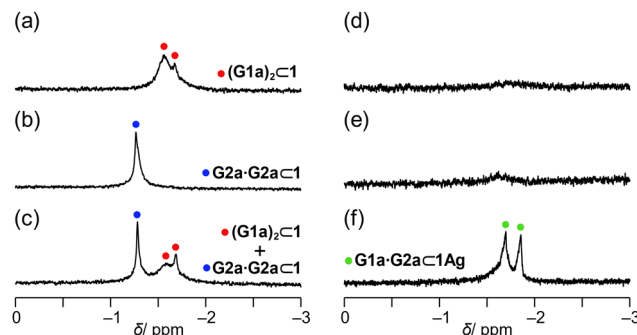 (a)
(G1a)₂⊂1
(b)
G2a·G2a⊂1
(c)
(G1a)₂⊂1
+
G2a·G2a⊂1
0 −1 −2 −3
δ/ ppm
(d)
(e)
(f)
G1a·G2a⊂1Ag
0 −1 −2 −3
δ/ ppm